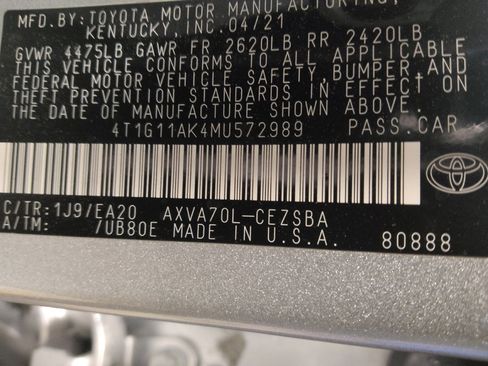 MFD.BY:TOYOTA MOTOR MANUFACTURING,
KENTUCKY, INC.04/21
GVWR 4475LB GAWR FR 2620LB RR 2420LB
THIS VEHICLE CONFORMS TO ALL APPLICABLE
FEDERAL MOTOR VEHICLE SAFETY, BUMPER, AND
THEFT PREVENTION STANDARDS IN EFFECT ON
THE DATE OF MANUFACTURE SHOWN ABOVE.
4T1G11AK4MU572989 PASS.CAR
C/TR:1J9/EA20 AXVA70L-CEZSBA
A/TM: /UB80E MADE IN U.S.A. 80888
TOYOTA